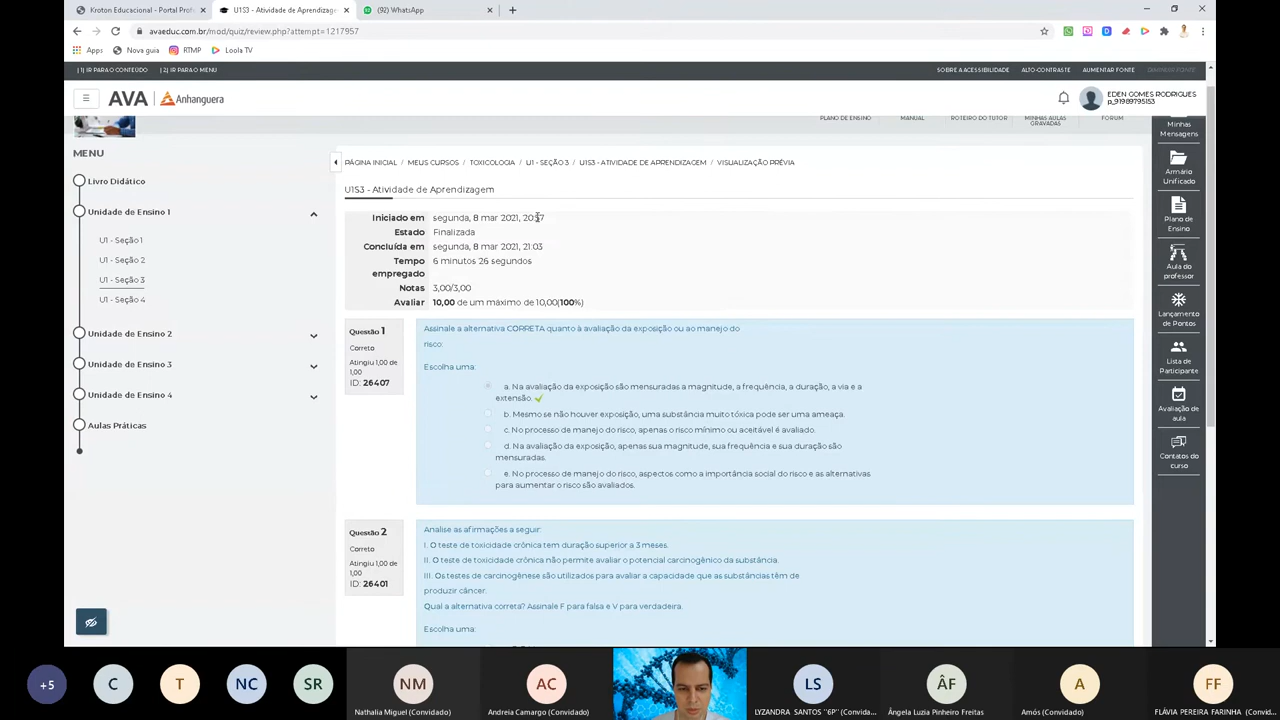 Kroton Educacional - Portal Prof
U1S3 - Atividade de Aprendizage
(92) WhatsApp
avaeduc.com.br/mod/quiz/review.php?attempt=1217957
Apps
Nova guia
RTMP
Loola TV
[1] IR PARA O CONTEÚDO
[2] IR PARA O MENU
SOBRE A ACESSIBILIDADE
ALTO CONTRASTE
AUMENTAR FONTE
DIMINUIR FONTE
AVA
Anhanguera
EDEN GOMES RODRIGUES
p_91989795153
PLANO DE ENSINO
MANUAL
ROTEIRO DO TUTOR
MINHAS AULAS
GRAVADAS
FORUM
MENU
Livro Didático
Unidade de Ensino 1
U1 - Seção 1
U1 - Seção 2
U1 - Seção 3
U1 - Seção 4
Unidade de Ensino 2
Unidade de Ensino 3
Unidade de Ensino 4
Aulas Práticas
PÁGINA INICIAL / MEUS CURSOS / TOXICOLOGIA / U1 - SEÇÃO 3 / U1S3 - ATIVIDADE DE APRENDIZAGEM / VISUALIZAÇÃO PRÉVIA
U1S3 - Atividade de Aprendizagem
Iniciado em segunda, 8 mar 2021,
Estado Finalizada
Concluída em segunda, 8 mar 2021, 21:03
Tempo empregado 6 minutos 26 segundos
Notas 3,00/3,00
Avaliar 10,00 de um máximo de 10,00(100%)
Questão 1
Correto
Atingiu 1,00 de
1,00
ID: 26407
Assinale a alternativa CORRETA quanto à avaliação da exposição ou ao manejo do
risco:
Escolha uma:
a. Na avaliação da exposição são mensuradas a magnitude, a frequência, a duração, a via e a
extensão.
b. Mesmo se não houver exposição, uma substância muito tóxica pode ser uma ameaça.
c. No processo de manejo do risco, apenas o risco mínimo ou aceitável é avaliado.
d. Na avaliação da exposição, apenas sua magnitude, sua frequência e sua duração são
mensuradas.
e. No processo de manejo do risco, aspectos como a importância social do risco e as alternativas
para aumentar o risco são avaliados.
Questão 2
Correto
Atingiu 1,00 de
1,00
ID: 26401
Analise as afirmações a seguir:
I. O teste de toxicidade crônica tem duração superior a 3 meses.
II. O teste de toxicidade crônica não permite avaliar o potencial carcinogênico da substância.
III. Os testes de carcinogênese são utilizados para avaliar a capacidade que as substâncias têm de
produzir câncer.
Qual a alternativa correta? Assinale F para falsa e V para verdadeira.
Escolha uma:
Minhas
Mensagens
Armário
Unificado
Plano de
Ensino
Aula do
professor
Lançamento
de Pontos
Lista de
Participante
Avaliação de
aula
Contatos do
curso
+5
C
T
NC
SR
NM
Nathalia Miguel (Convidado)
AC
Andreia Camargo (Convidado)
LS
LYZANDRA SANTOS "6P" (Convida...
ÂF
Ângela Luzia Pinheiro Freitas
A
Amós (Convidado)
FF
FLÁVIA PEREIRA FARINHA (Convid...